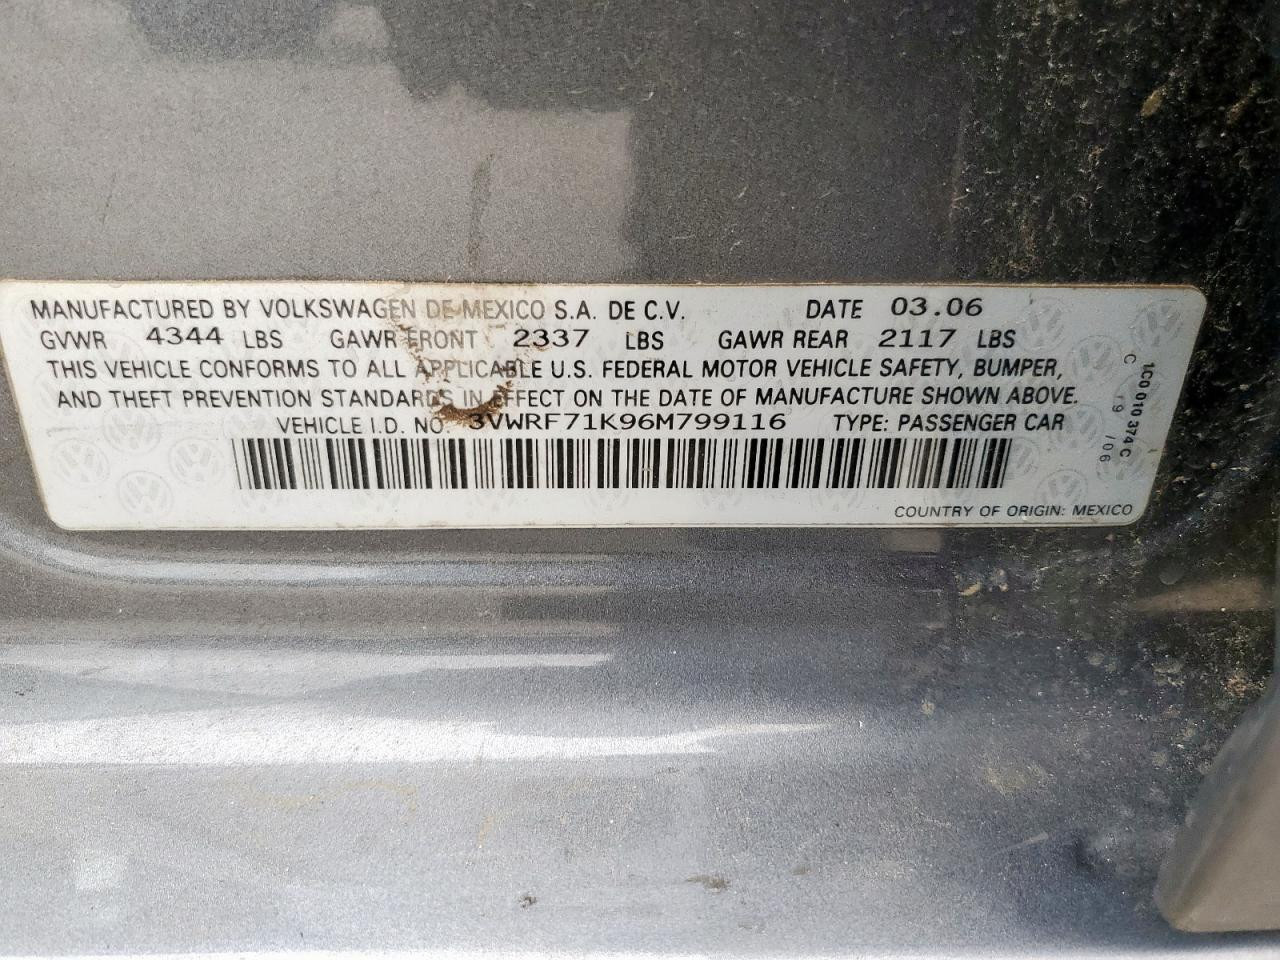 MANUFACTURED BY VOLKSWAGEN DE MEXICO S.A. DE C.V. DATE 03.06
GVWR 4344 LBS GAWR FRONT 2337 LBS GAWR REAR 2117 LBS
THIS VEHICLE CONFORMS TO ALL APPLICABLE U.S. FEDERAL MOTOR VEHICLE SAFETY, BUMPER,
AND THEFT PREVENTION STANDARDS IN EFFECT ON THE DATE OF MANUFACTURE SHOWN ABOVE.
VEHICLE I.D. NO. 3VWRF71K96M799116 TYPE: PASSENGER CAR
COUNTRY OF ORIGIN: MEXICO
1C0 010 374 C
C r9 /06